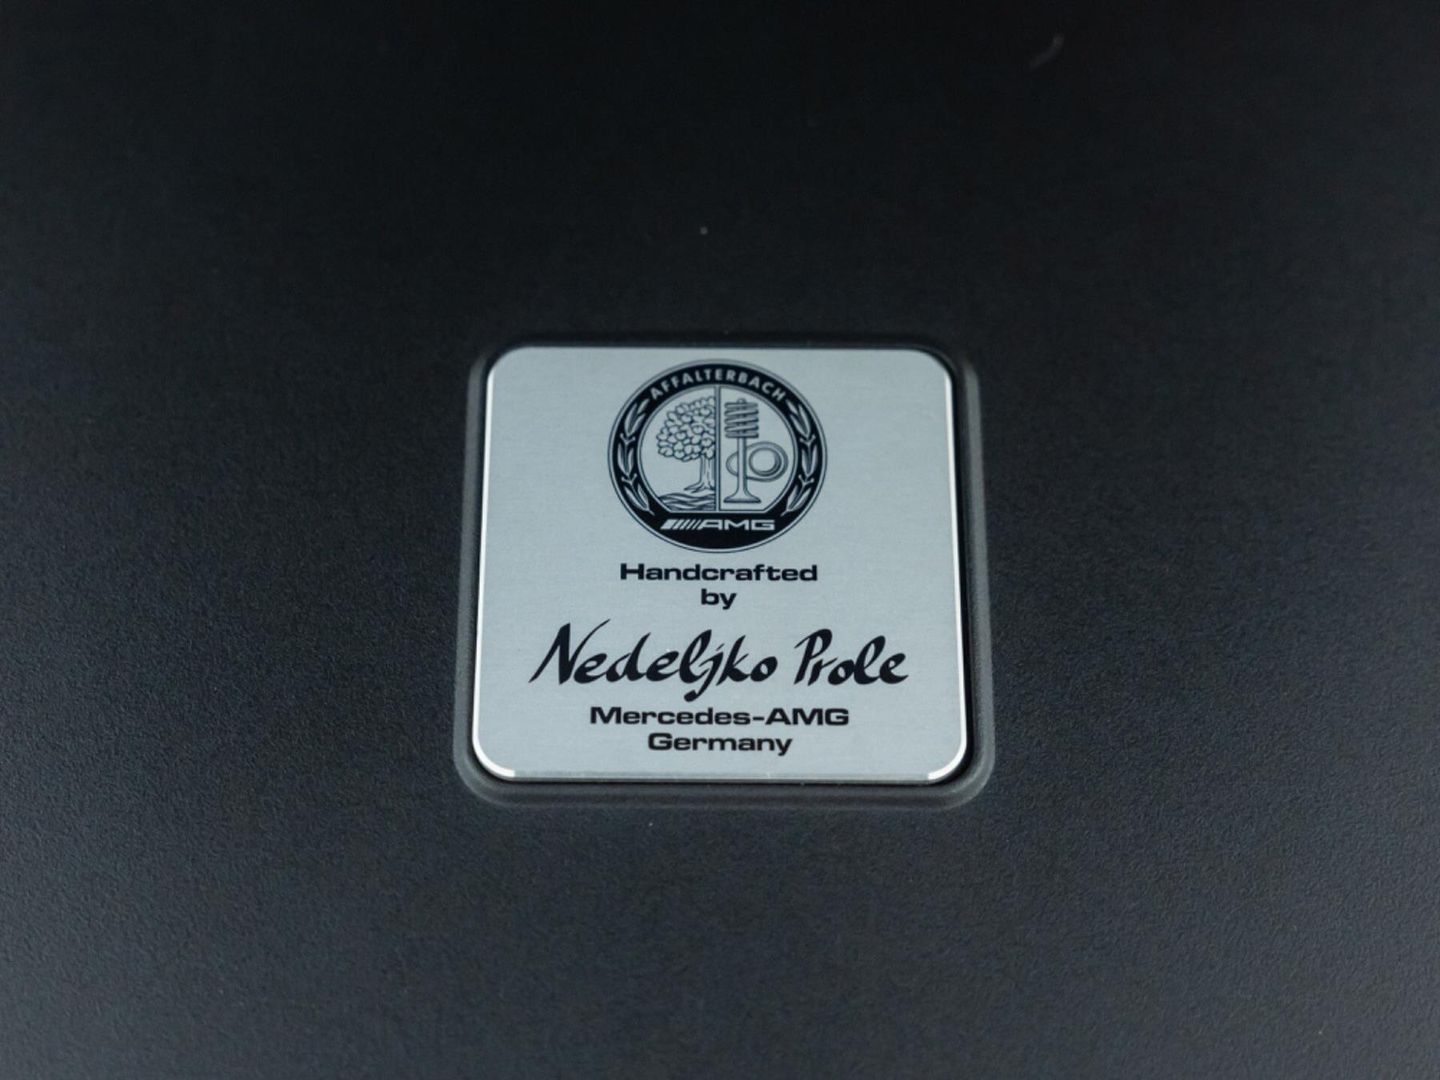 AFFALTERBACH
AMG
Handcrafted
by
Nedeljko Prole
Mercedes-AMG
Germany